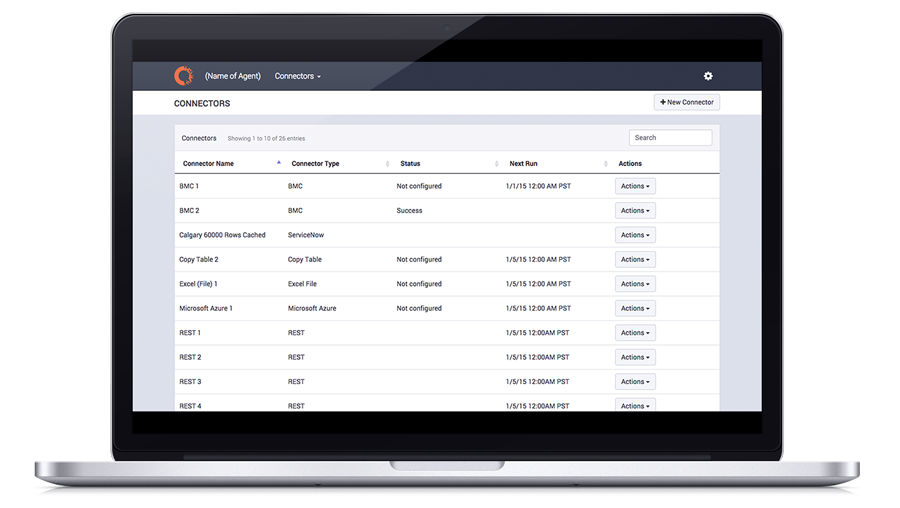 (Name of Agent) Connectors
CONNECTORS
+ New Connector
Connectors Showing 1 to 10 of 26 entries Search
Connector Name Connector Type Status Next Run Actions
BMC 1 BMC Not configured 1/1/15 12:00 AM PST Actions
BMC 2 BMC Success Actions
Calgary 60000 Rows Cached ServiceNow Actions
Copy Table 2 Copy Table Not configured 1/5/15 12:00 AM PST Actions
Excel (File) 1 Excel File Not configured 1/5/15 12:00 AM PST Actions
Microsoft Azure 1 Microsoft Azure Not configured 1/5/15 12:00 AM PST Actions
REST 1 REST 1/5/15 12:00AM PST Actions
REST 2 REST 1/5/15 12:00AM PST Actions
REST 3 REST 1/5/15 12:00AM PST Actions
REST 4 REST 1/5/15 12:00AM PST Actions